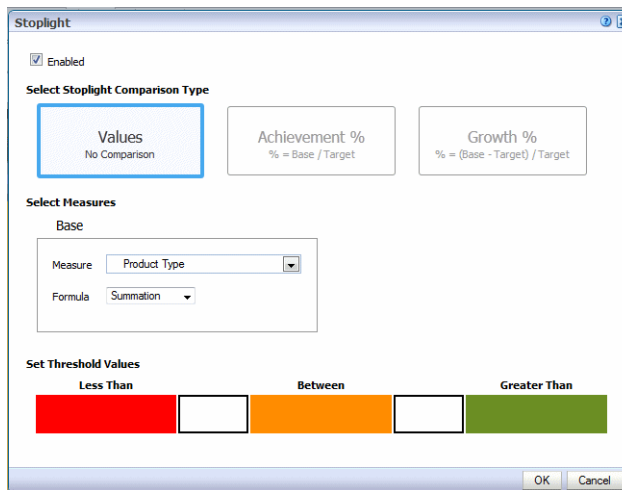 Stoplight
Enabled
Select Stoplight Comparison Type
Values
No Comparison
Achievement %
% = Base / Target
Growth %
% = (Base - Target) / Target
Select Measures
Base
Measure Product Type
Formula Summation
Set Threshold Values
Less Than Between Greater Than
OK Cancel